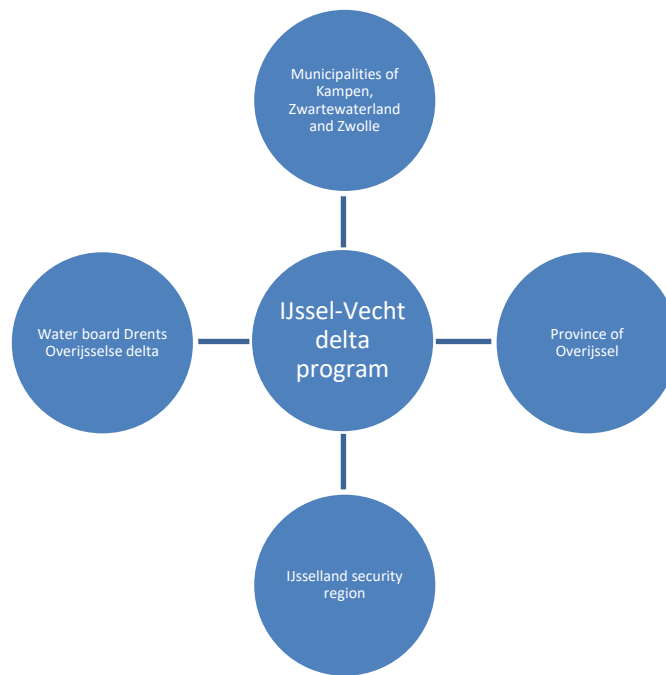 Municipalities of
Kampen,
Zwartewaterland
and Zwolle
Water board Drents
Overijsselse delta
IJssel-Vecht
delta
program
Province of
Overijssel
IJsselland security
region